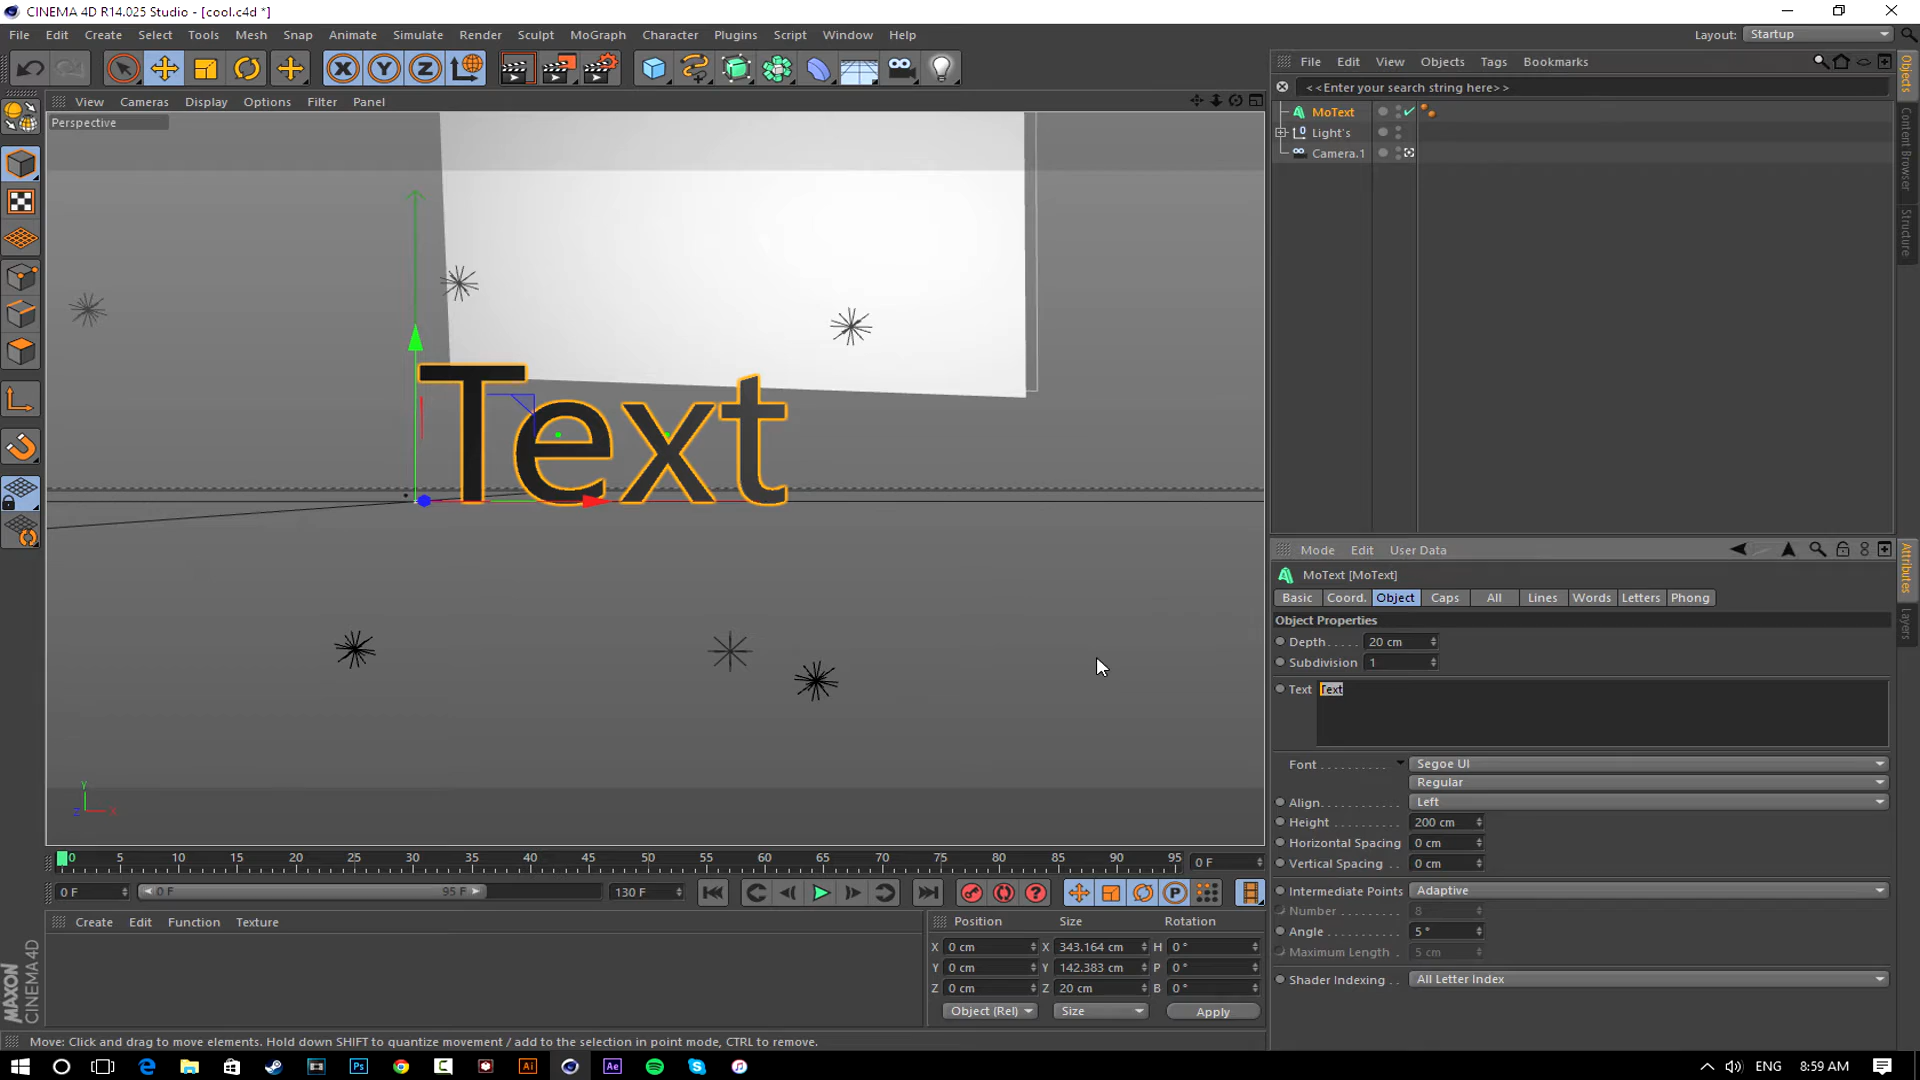 CINEMA 4D R14.025 Studio - [cool.c4d *]
File Edit Create Select Tools Mesh Snap Animate Simulate Render Sculpt MoGraph Character Plugins Script Window Help
Layout: Startup
View Cameras Display Options Filter Panel
Perspective
File Edit View Objects Tags Bookmarks
<<Enter your search string here>>
MoText
Light's
Camera.1
Objects
Content Browser
Structure
Text
Y
Z X
Mode Edit User Data
MoText [MoText]
Basic Coord. Object Caps All Lines Words Letters Phong
Object Properties
Depth 20 cm
Subdivision 1
Text Text
Font Segoe UI
Regular
Align Left
Height 200 cm
Horizontal Spacing 0 cm
Vertical Spacing 0 cm
Intermediate Points Adaptive
Number 8
Angle 5 °
Maximum Length 5 cm
Shader Indexing All Letter Index
Attributes
Layers
0 5 10 15 20 25 30 35 40 45 50 55 60 65 70 75 80 85 90 95 0 F
0 F 0 F 95 F 130 F
Create Edit Function Texture
Position Size Rotation
X 0 cm X 343.164 cm H 0 °
Y 0 cm Y 142.383 cm P 0 °
Z 0 cm Z 20 cm B 0 °
Object (Rel) Size Apply
MAXON
CINEMA 4D
Move: Click and drag to move elements. Hold down SHIFT to quantize movement / add to the selection in point mode, CTRL to remove.
Ps Ai Ae ENG 8:59 AM